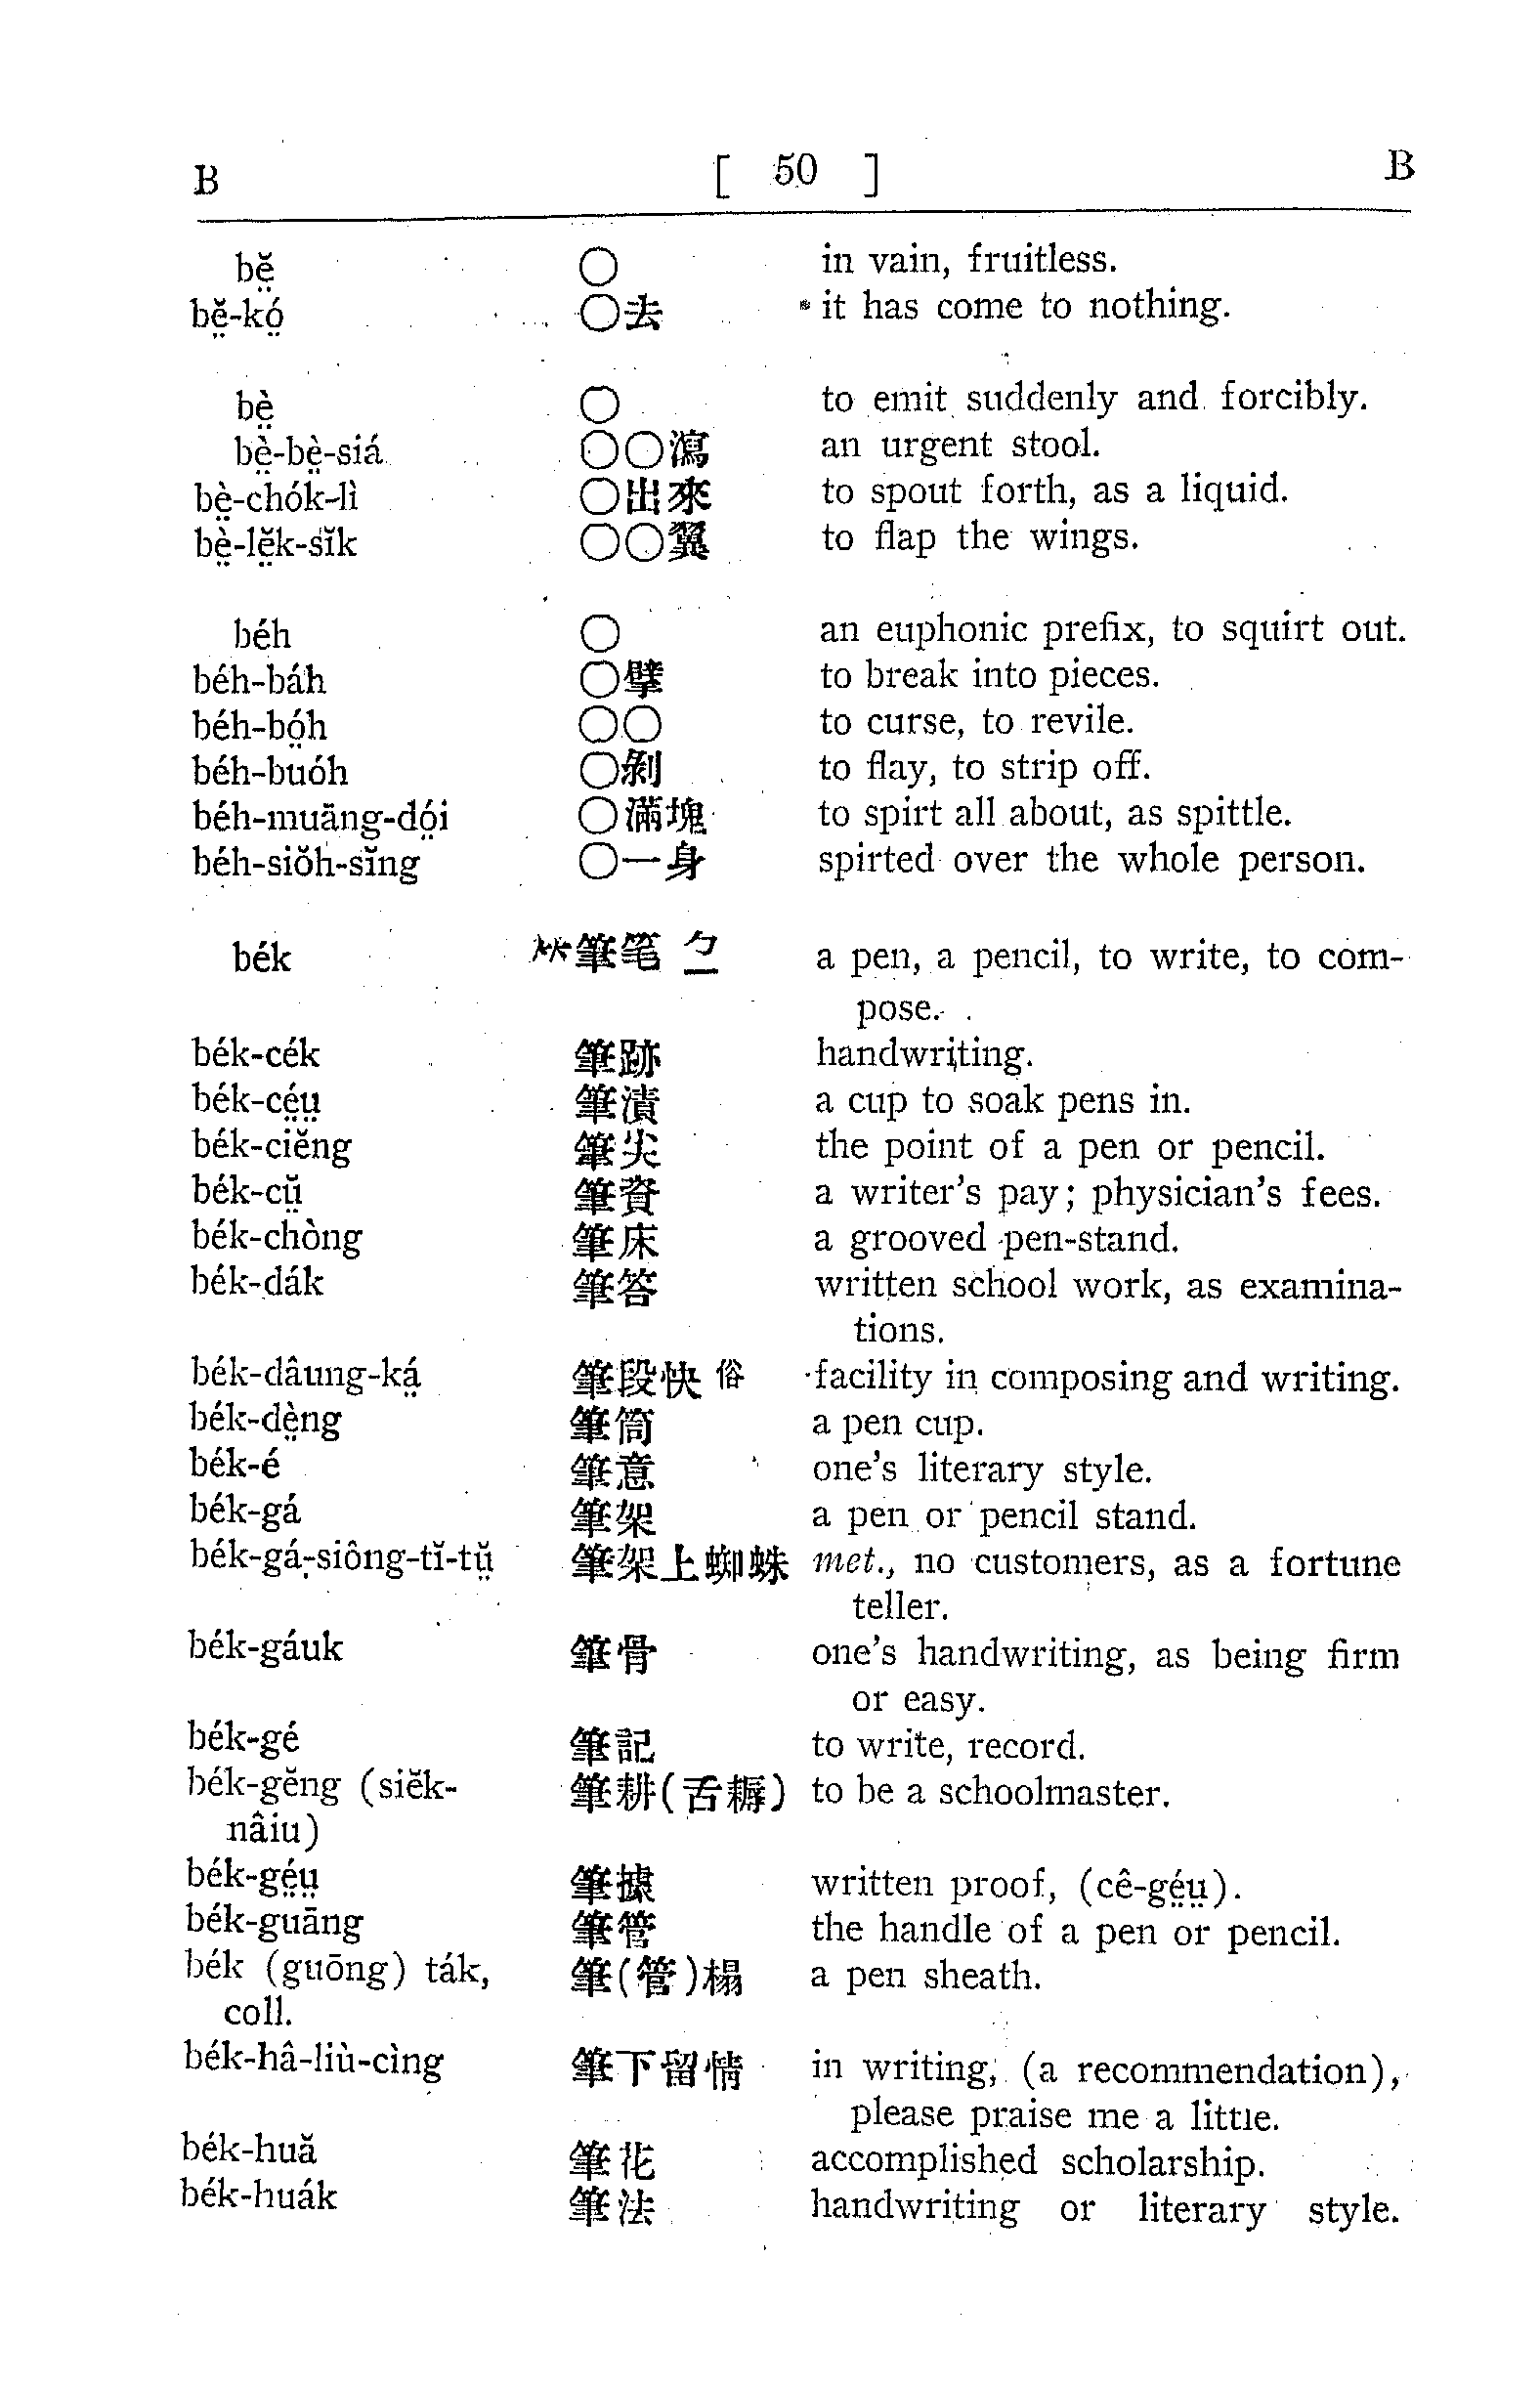 B [ 50 ] B
bĕ̤ ○ in vain, fruitless.
bĕ̤-kó̤ ○去 it has come to nothing.
bè̤ ○ to emit suddenly and forcibly.
bè̤-bè̤-siá ○○瀉 an urgent stool.
bè̤-chók-lì ○出來 to spout forth, as a liquid.
bè̤-lĕ̤k-sĭk ○○翼 to flap the wings.
béh ○ an euphonic prefix, to squirt out.
béh-báh ○擘 to break into pieces.
béh-bó̤h ○○ to curse, to revile.
béh-buóh ○剝 to flay, to strip off.
béh-muāng-dó̤i ○滿塊 to spirt all about, as spittle.
béh-siŏh-sĭng ○一身 spirted over the whole person.
bék 筆笔 ㄅ一 a pen, a pencil, to write, to com-
pose.
bék-cék 筆跡 handwriting.
bék-cé̤ṳ 筆漬 a cup to soak pens in.
bék-ciĕng 筆尖 the point of a pen or pencil.
bék-cṳ̆ 筆資 a writer's pay; physician's fees.
bék-chòng 筆床 a grooved pen-stand.
bék-dák 筆答 written school work, as examina-
tions.
bék-dâung-ká̤ 筆段快 俗 facility in composing and writing.
bék-dè̤ng 筆筒 a pen cup.
bék-é 筆意 one's literary style.
bék-gá 筆架 a pen or pencil stand.
bék-gá-siông-tĭ-tṳ̆ 筆架上蜘蛛 met., no customers, as a fortune
teller.
bék-gáuk 筆骨 one's handwriting, as being firm
or easy.
bék-gé 筆記 to write, record.
bék-gĕng (siĕk- 筆耕(舌耨) to be a schoolmaster.
nâiu)
bék-gé̤ṳ 筆據 written proof, (cê-gé̤ṳ).
bék-guāng 筆管 the handle of a pen or pencil.
bék (guōng) ták, 筆(管)榻 a pen sheath.
coll.
bék-hâ-liù-cìng 筆下留情 in writing, (a recommendation),
please praise me a little.
bék-huă 筆花 accomplished scholarship.
bék-huák 筆法 handwriting or literary style.